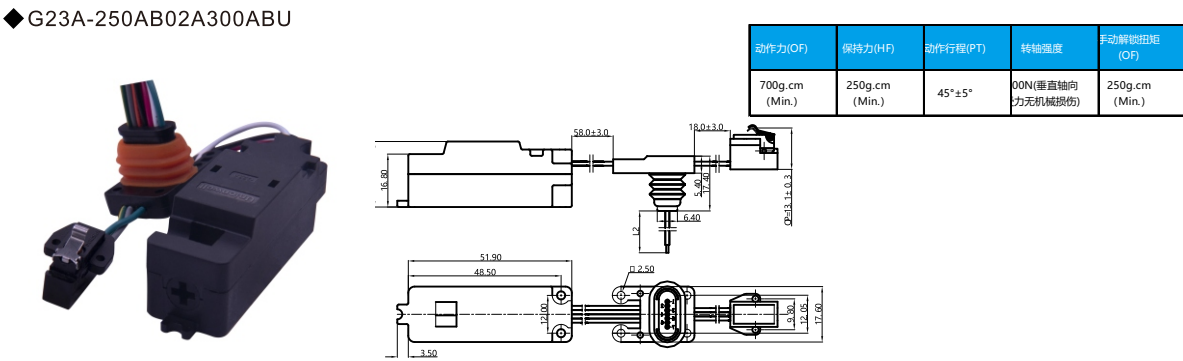 ◆G23A-250AB02A300ABU
动作力(OF) 保持力(HF) 动作行程(PT) 转轴强度 手动解锁扭矩
(OF)
700g.cm 250g.cm 45°±5° 00N(垂直轴向 250g.cm
(Min.) (Min.) 力无机械损伤) (Min.)
58.0±3.0
18.0±3.0
16.80
5.40
17.40
CP=13.1±0.3
6.40
L2
51.90
48.50
2.50
12.00
9.80
12.05
17.60
3.50